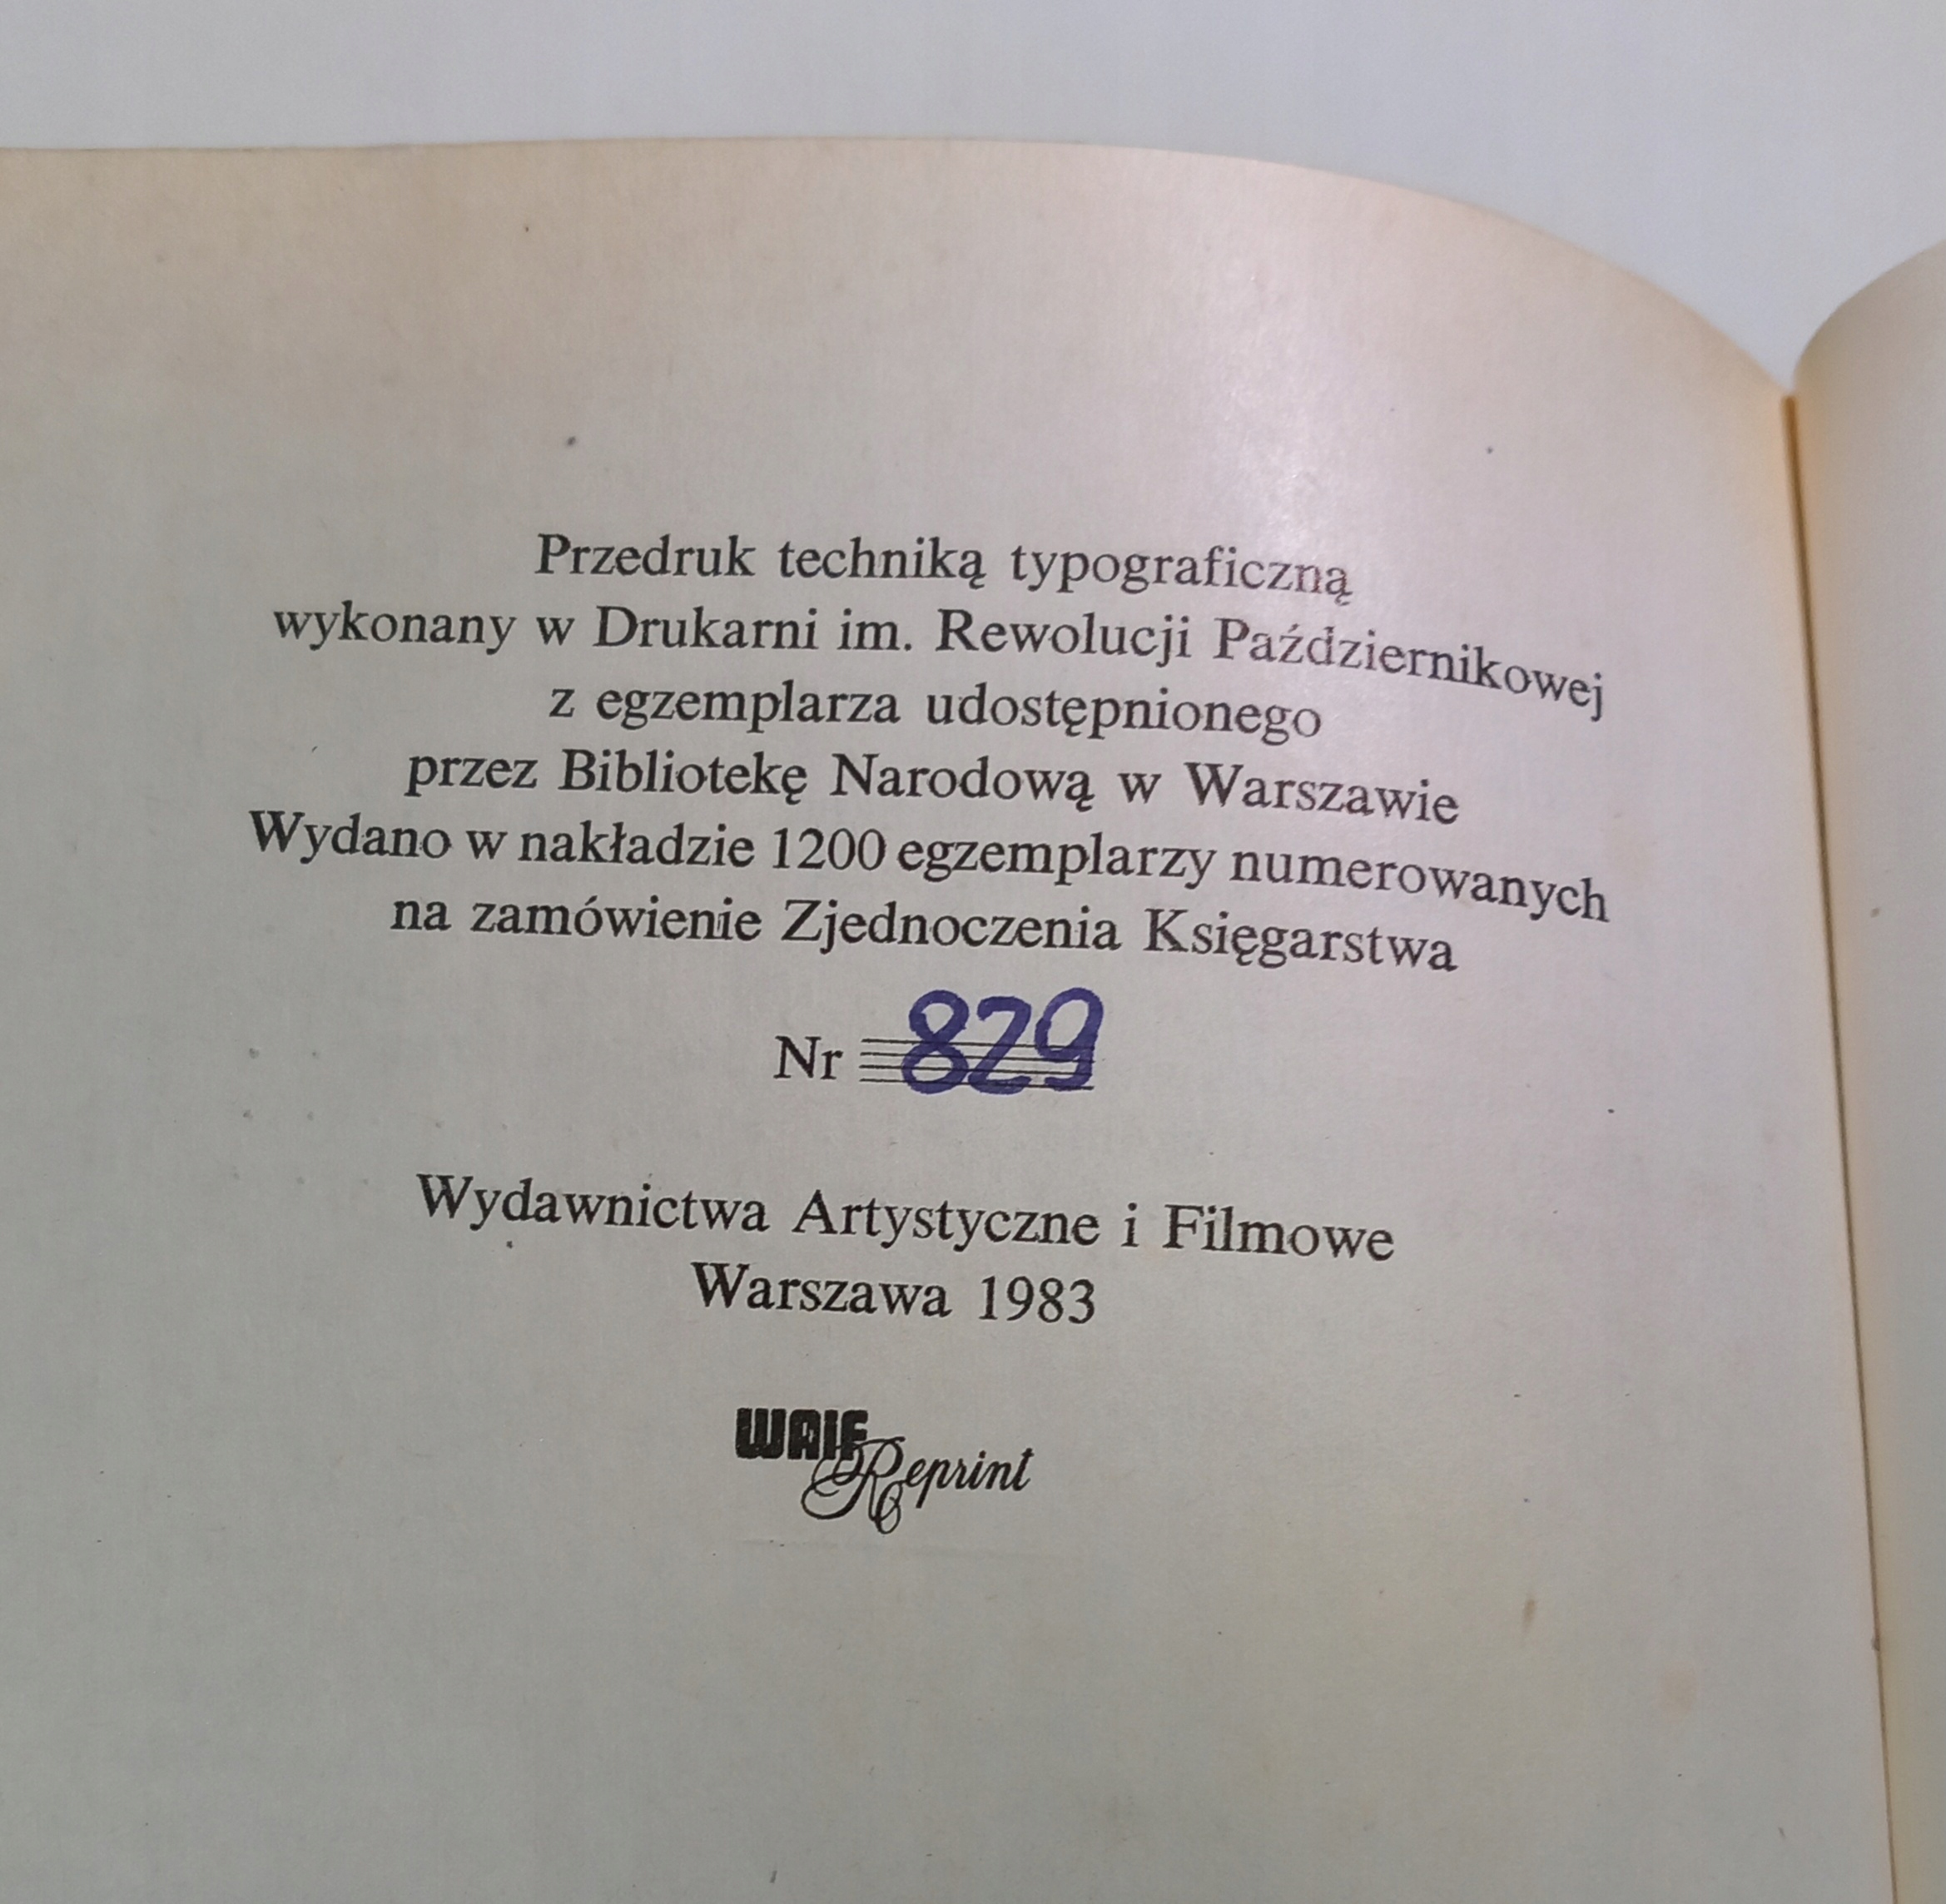 Przedruk techniką typograficzną
wykonany w Drukarni im. Rewolucji Październikowej
z egzemplarza udostępnionego
przez Bibliotekę Narodową w Warszawie
Wydano w nakładzie 1200 egzemplarzy numerowanych
na zamówienie Zjednoczenia Księgarstwa
Nr 829
Wydawnictwa Artystyczne i Filmowe
Warszawa 1983
WAiF
Reprint